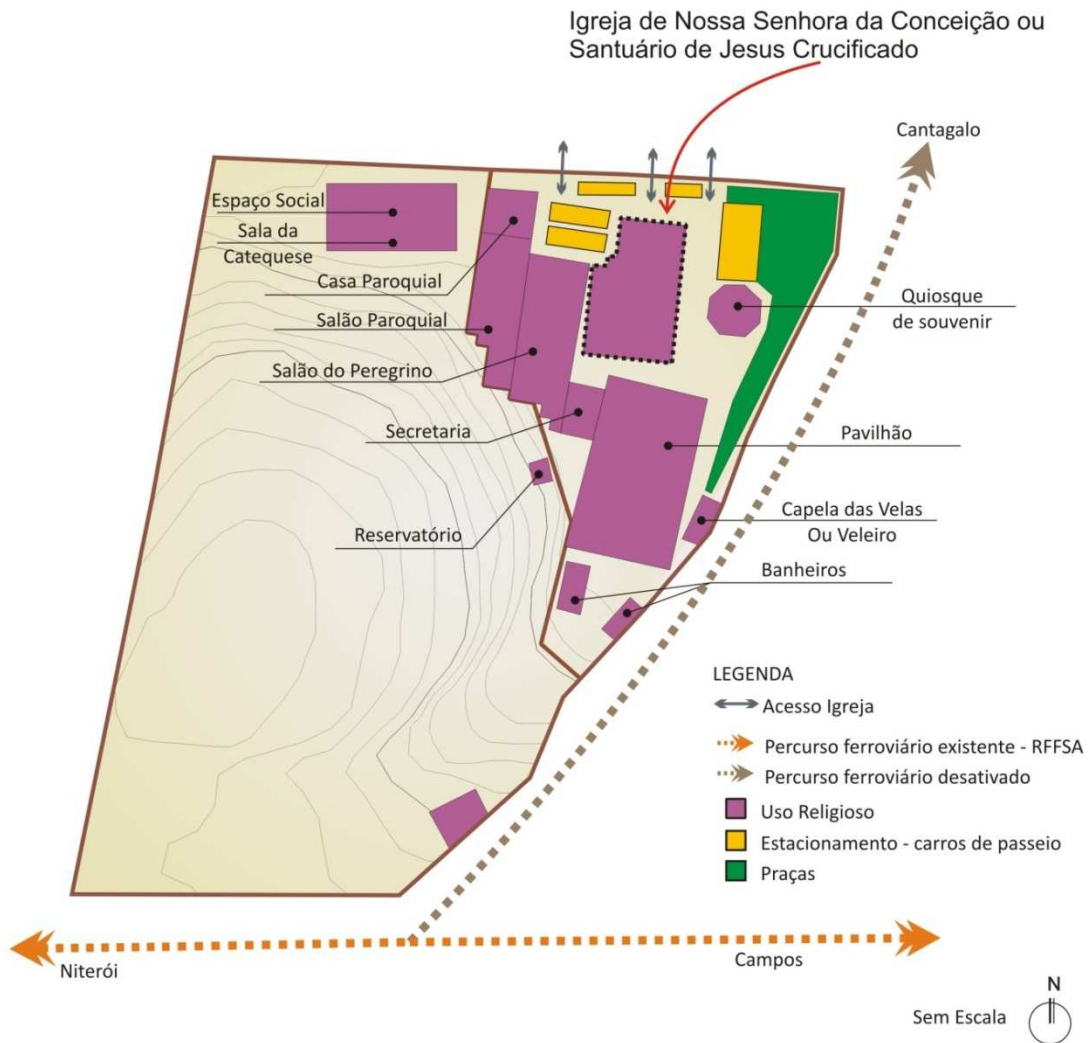 Igreja de Nossa Senhora da Conceição ou
Santuário de Jesus Crucificado
Cantagalo
Espaço Social
Sala da
Catequese
Casa Paroquial
Salão Paroquial
Salão do Peregrino
Secretaria
Reservatório
Quiosque
de souvenir
Pavilhão
Capela das Velas
Ou Veleiro
Banheiros
LEGENDA
Acesso Igreja
Percurso ferroviário existente - RFFSA
Percurso ferroviário desativado
Uso Religioso
Estacionamento - carros de passeio
Praças
Niterói
Campos
Sem Escala
N